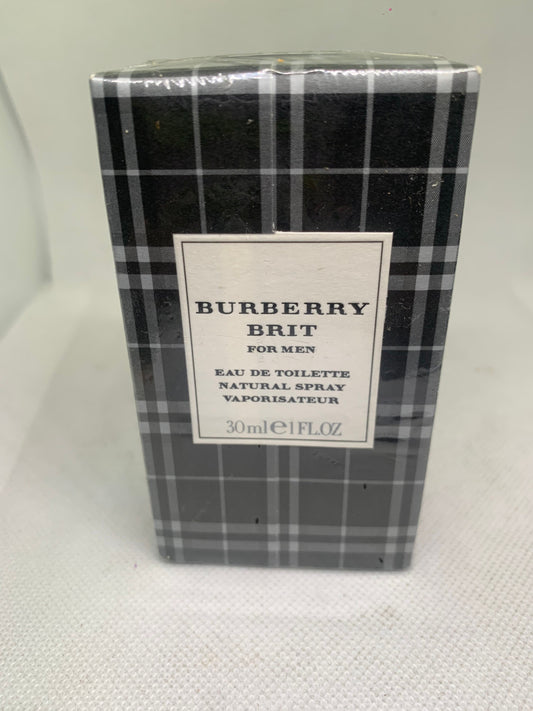 BURBERRY
BRIT
FOR MEN
EAU DE TOILETTE
NATURAL SPRAY
VAPORISATEUR
30ml℮1FL.OZ